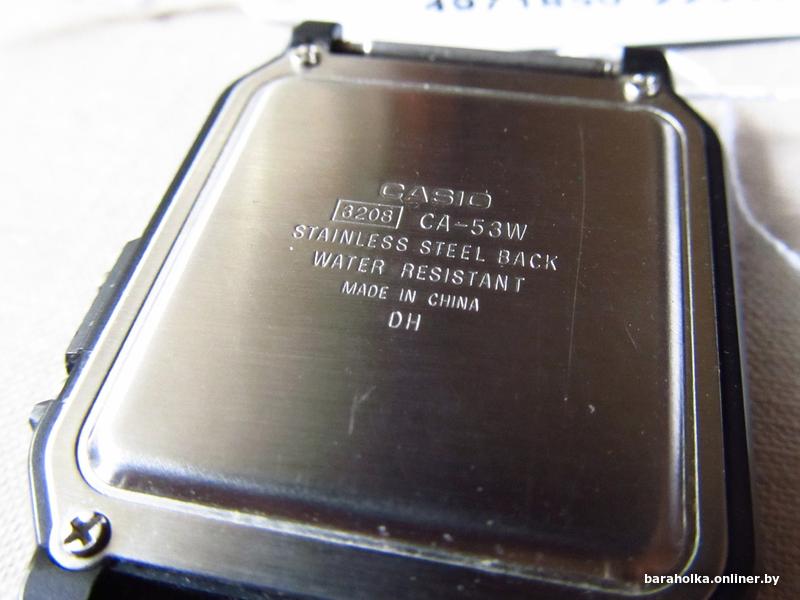 CASIO
3208 CA-53W
STAINLESS STEEL BACK
WATER RESISTANT
MADE IN CHINA
DH
baraholka.onliner.by